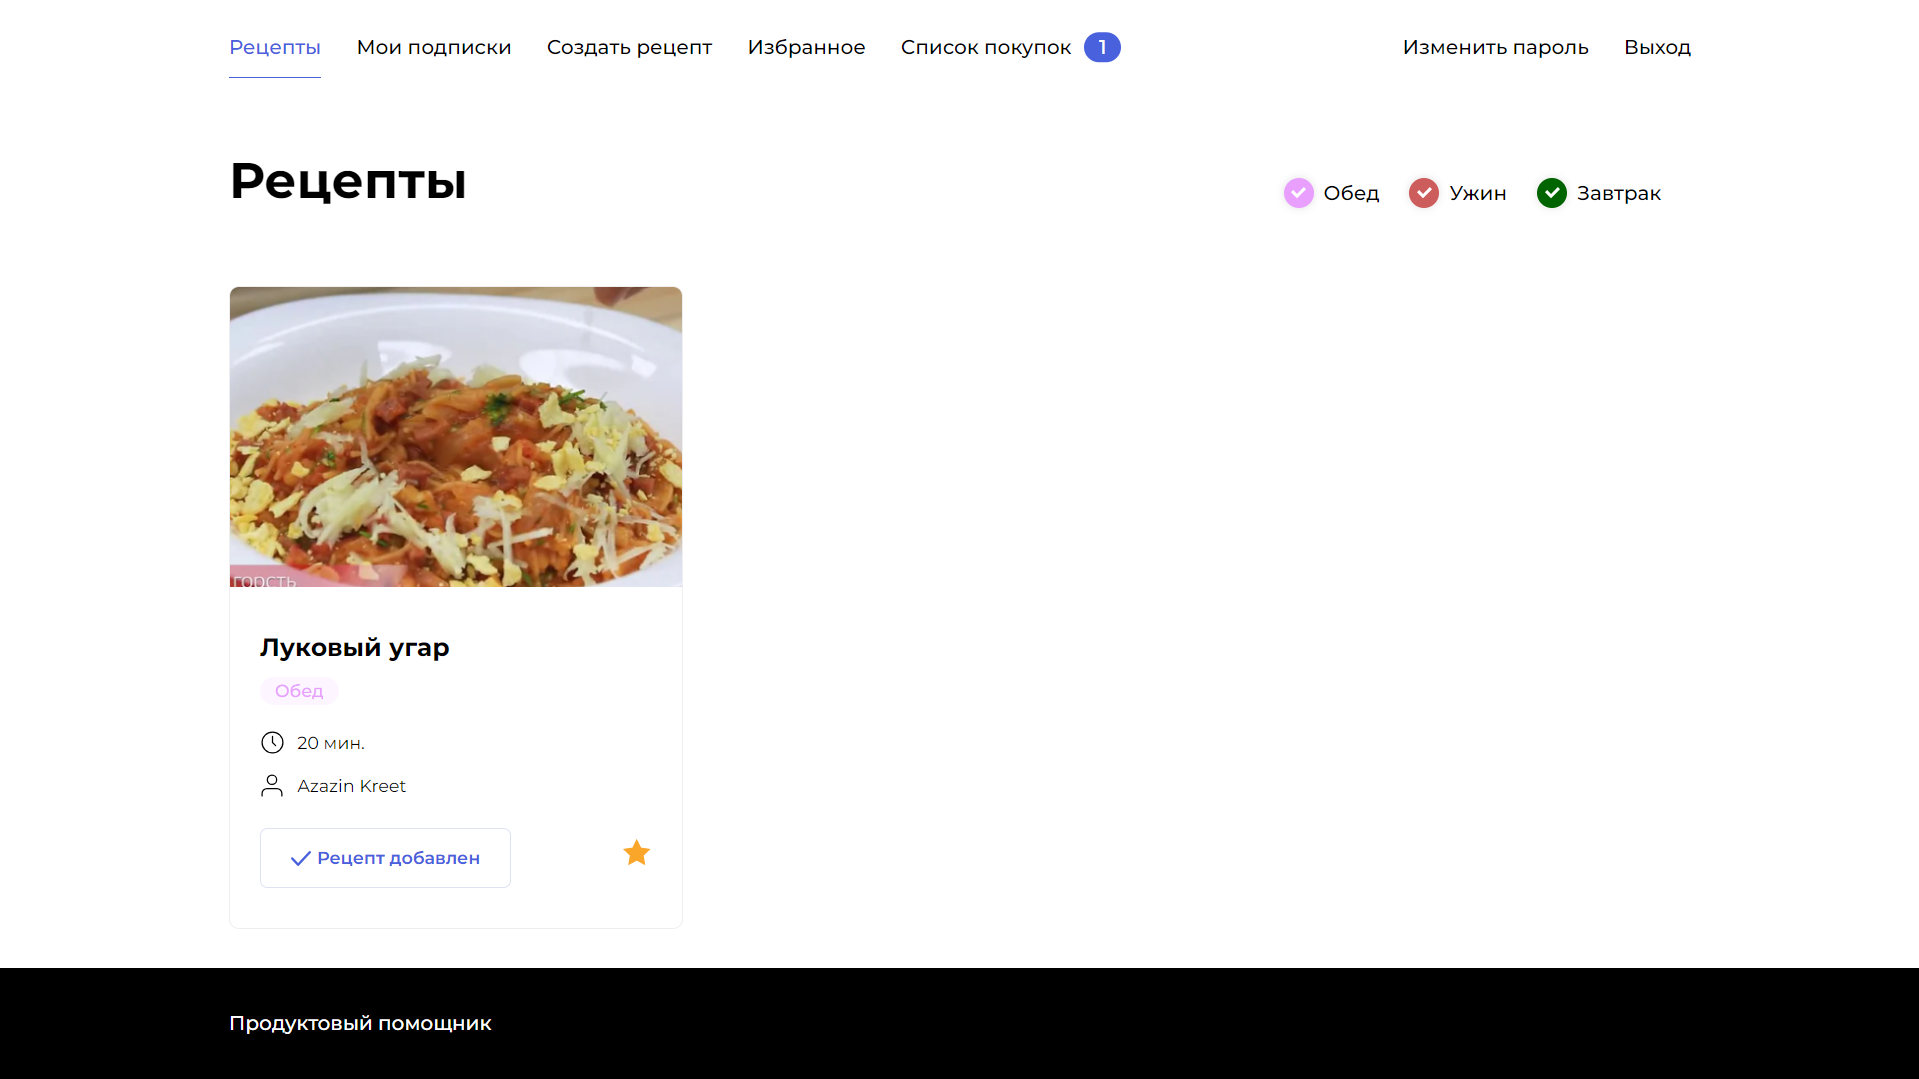 Рецепты
Мои подписки
Создать рецепт
Избранное
Список покупок 1
Изменить пароль
Выход
Рецепты
Обед
Ужин
Завтрак
горсть
Луковый угар
Обед
20 мин.
Azazin Kreet
Рецепт добавлен
Продуктовый помощник